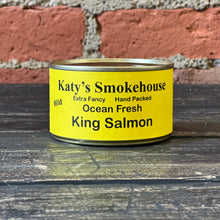 Katy's Smokehouse
Extra Fancy Hand Packed
Wild
Ocean Fresh
King Salmon